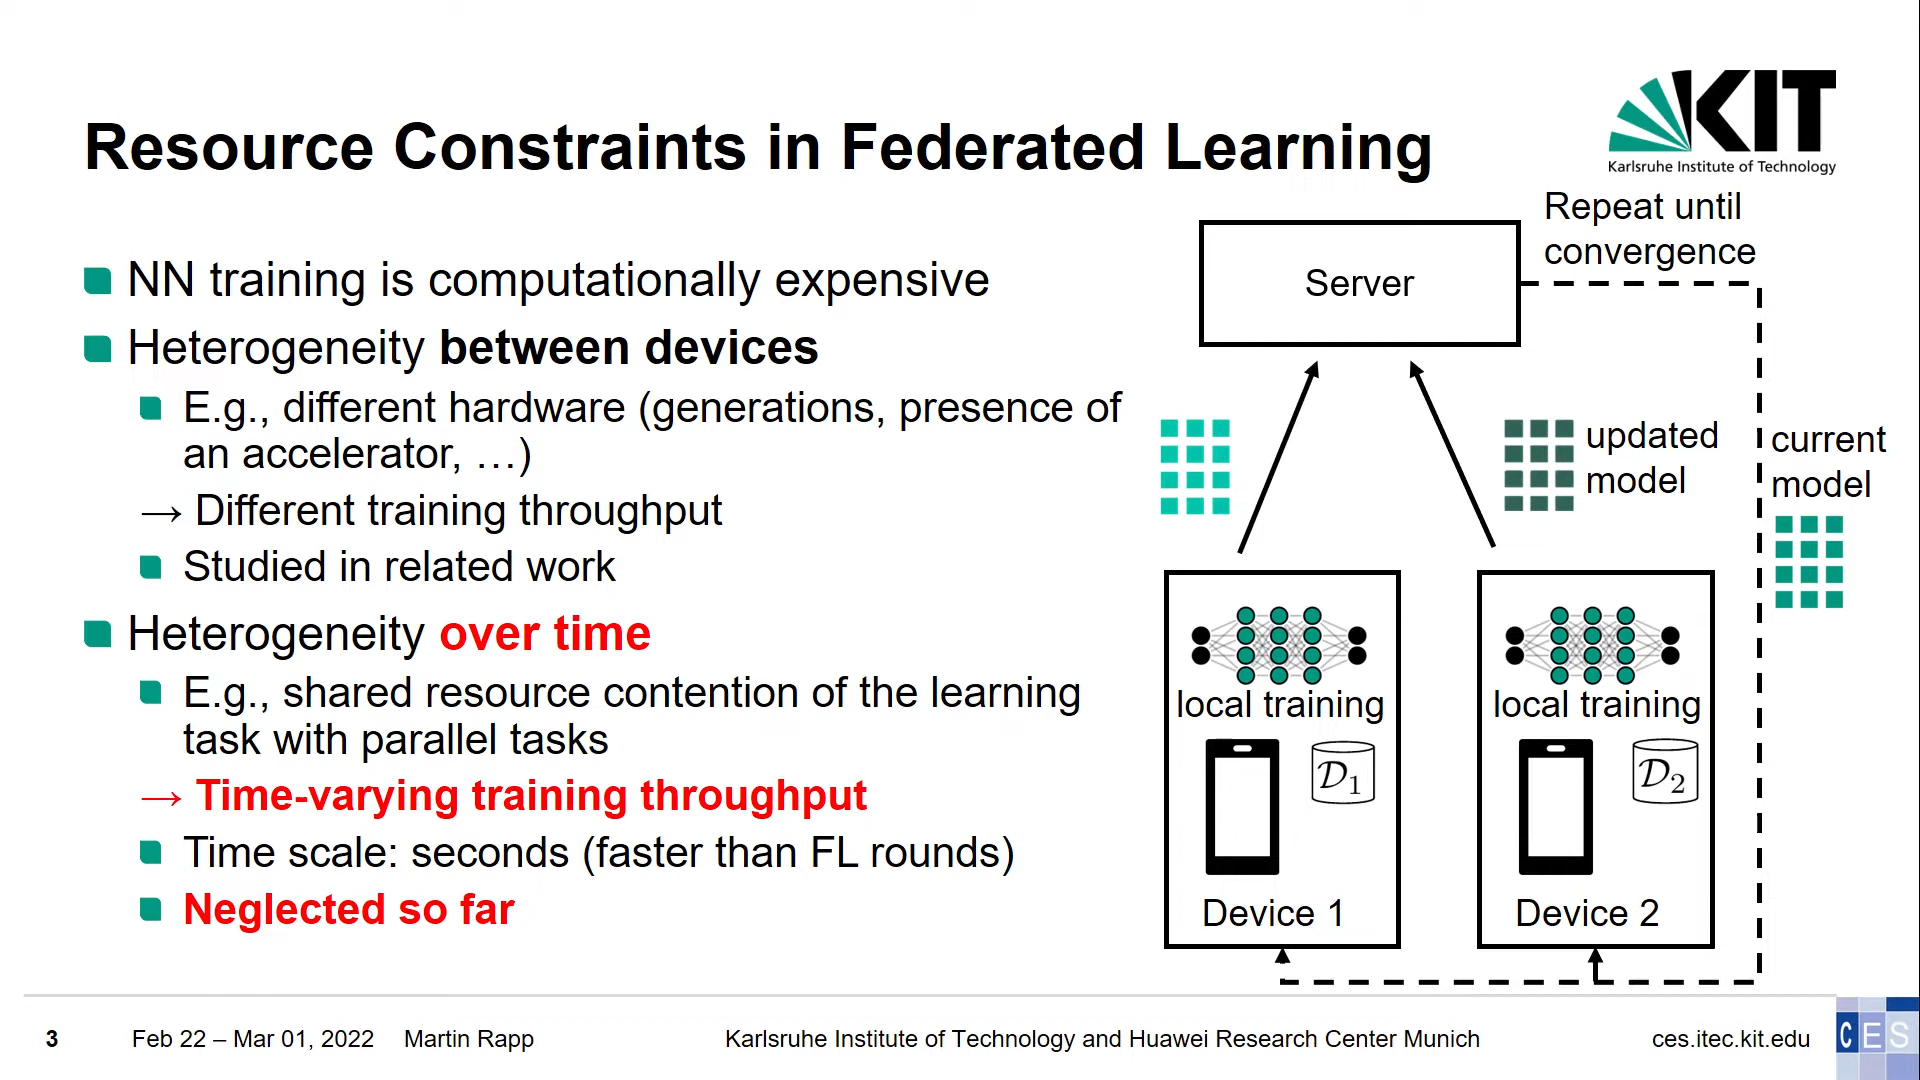 KIT
Karlsruhe Institute of Technology
Resource Constraints in Federated Learning
NN training is computationally expensive
Heterogeneity between devices
E.g., different hardware (generations, presence of
an accelerator, …)
→ Different training throughput
Studied in related work
Heterogeneity over time
E.g., shared resource contention of the learning
task with parallel tasks
→ Time-varying training throughput
Time scale: seconds (faster than FL rounds)
Neglected so far
Repeat until
convergence
Server
updated
model
current
model
local training
D1
Device 1
local training
D2
Device 2
3
Feb 22 – Mar 01, 2022
Martin Rapp
Karlsruhe Institute of Technology and Huawei Research Center Munich
ces.itec.kit.edu
CES